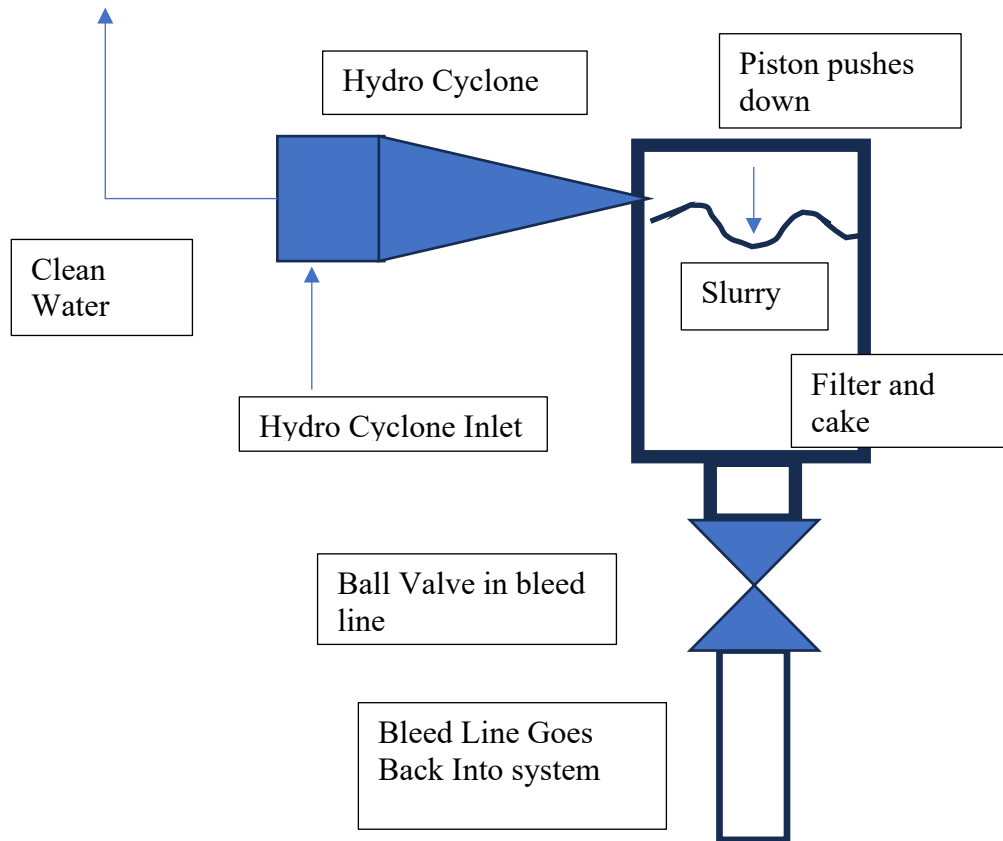 Hydro Cyclone
Piston pushes
down
Clean
Water
Slurry
Filter and
cake
Hydro Cyclone Inlet
Ball Valve in bleed
line
Bleed Line Goes
Back Into system